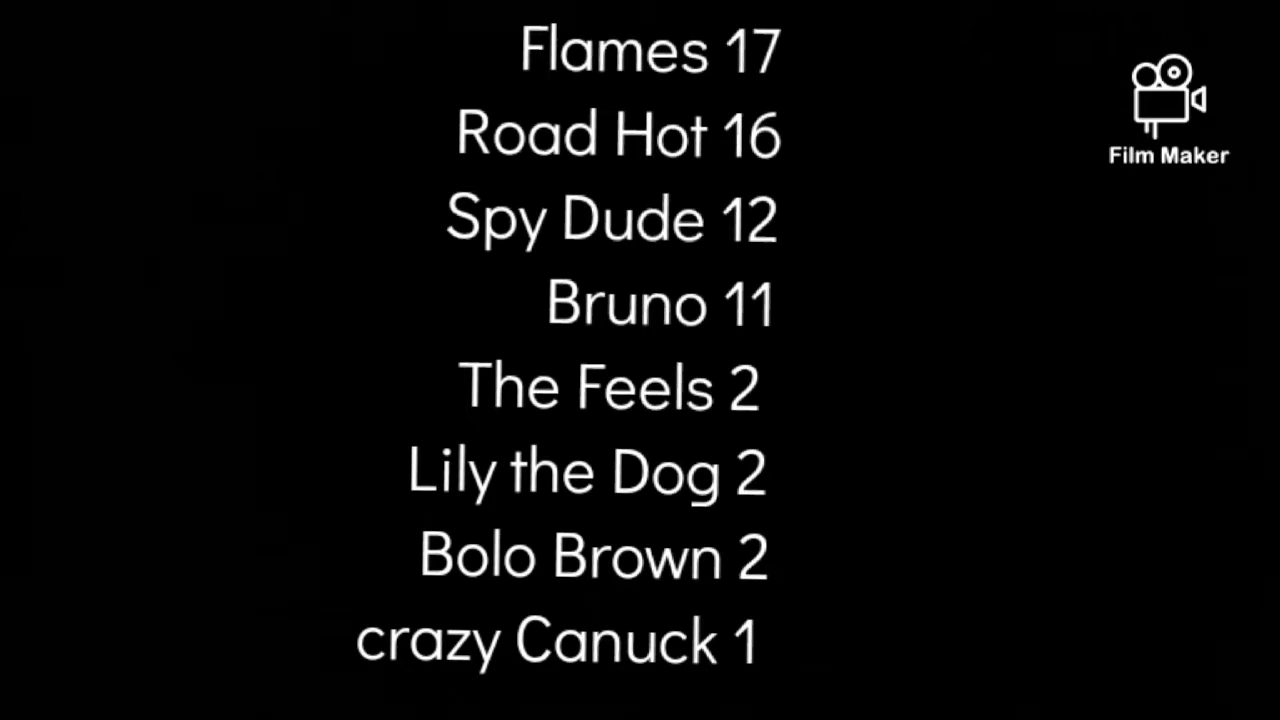 Flames 17
Road Hot 16
Spy Dude 12
Bruno 11
The Feels 2
Lily the Dog 2
Bolo Brown 2
crazy Canuck 1
Film Maker